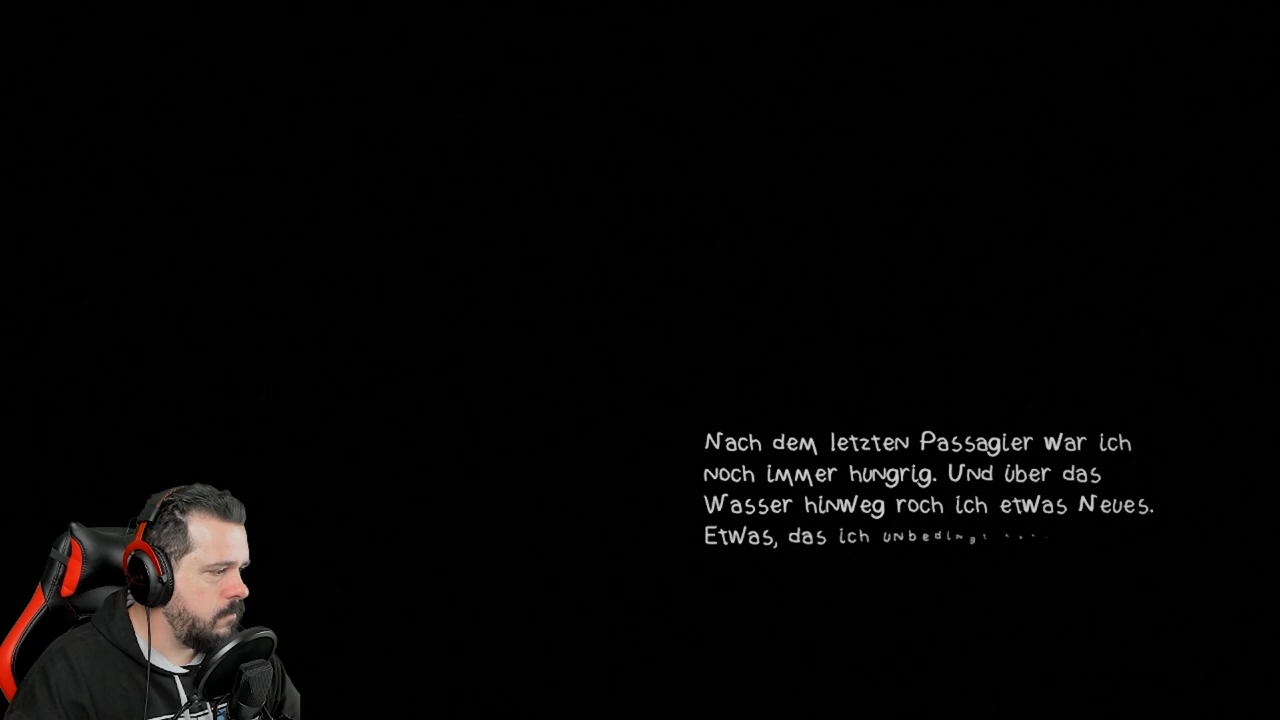 Nach dem letzten Passagier war ich
noch immer hungrig. Und über das
Wasser hinweg roch ich etwas Neues.
Etwas, das ich unbedingt